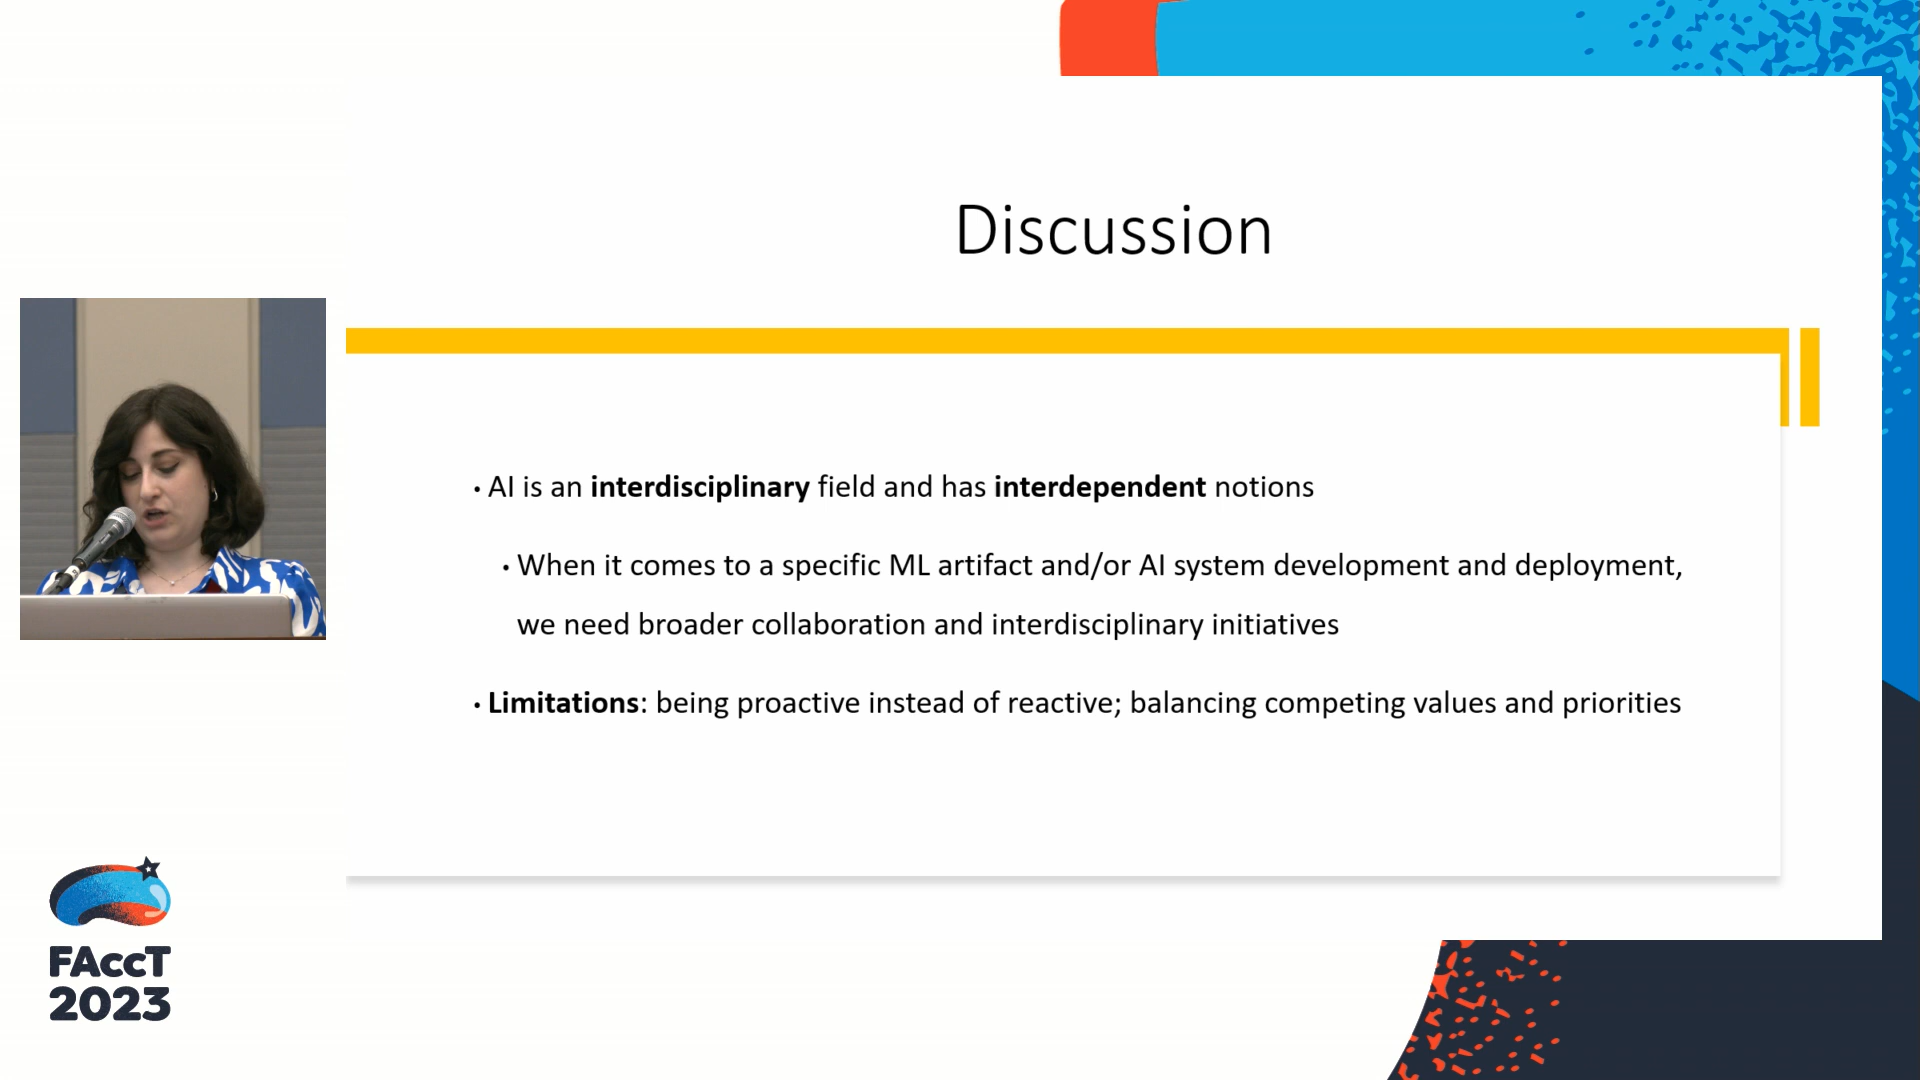 Discussion
• AI is an interdisciplinary field and has interdependent notions
• When it comes to a specific ML artifact and/or AI system development and deployment,
we need broader collaboration and interdisciplinary initiatives
• Limitations: being proactive instead of reactive; balancing competing values and priorities
FAccT
2023